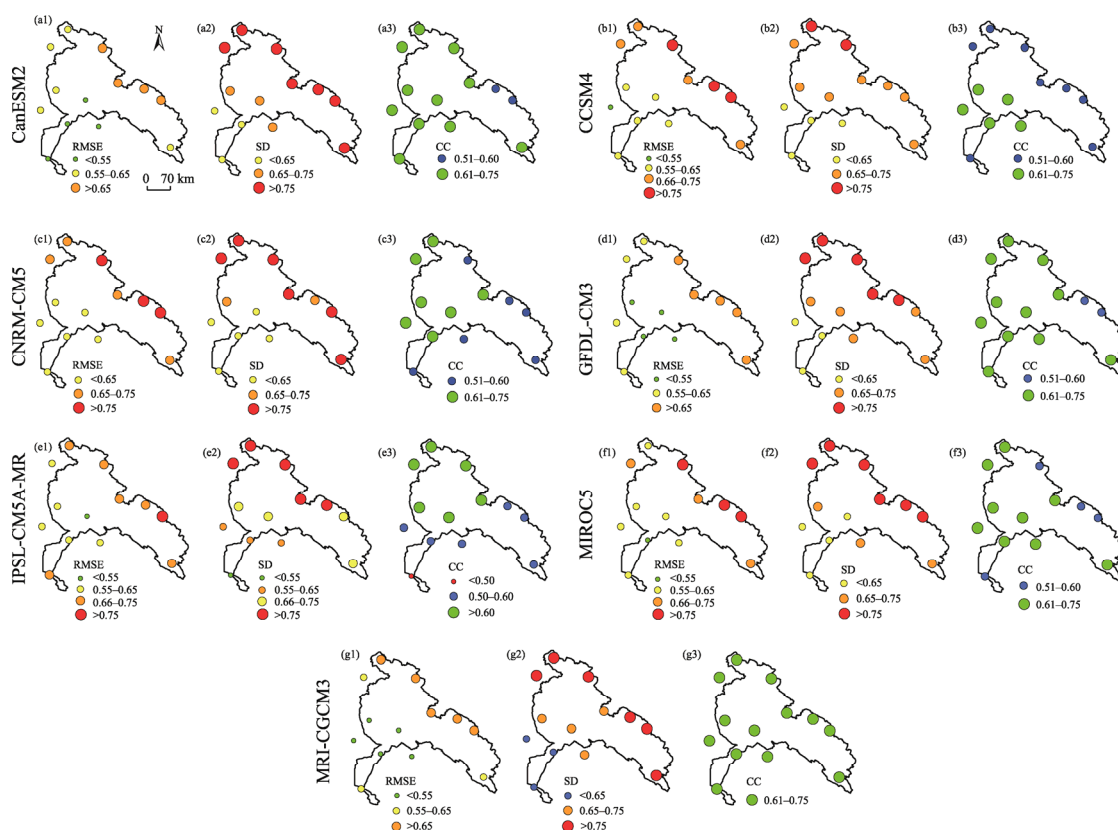 (a1)
N
(a2)
(a3)
(b1)
(b2)
(b3)
CanESM2
CCSM4
RMSE
<0.55
0.55–0.65
>0.65
0 70 km
SD
<0.65
0.65–0.75
>0.75
CC
0.51–0.60
0.61–0.75
RMSE
<0.55
0.55–0.65
0.66–0.75
>0.75
SD
<0.65
0.65–0.75
>0.75
CC
0.51–0.60
0.61–0.75
(c1)
(c2)
(c3)
(d1)
(d2)
(d3)
CNRM-CM5
GFDL-CM3
RMSE
<0.65
0.65–0.75
>0.75
SD
<0.65
0.65–0.75
>0.75
CC
0.51–0.60
0.61–0.75
RMSE
<0.55
0.55–0.65
>0.65
SD
<0.65
0.65–0.75
>0.75
CC
0.51–0.60
0.61–0.75
(e1)
(e2)
(e3)
(f1)
(f2)
(f3)
IPSL-CM5A-MR
MIROC5
RMSE
<0.55
0.55–0.65
0.66–0.75
>0.75
SD
<0.55
0.55–0.65
0.66–0.75
>0.75
CC
<0.50
0.50–0.60
>0.60
RMSE
<0.55
0.55–0.65
0.66–0.75
>0.75
SD
<0.65
0.65–0.75
>0.75
CC
0.51–0.60
0.61–0.75
(g1)
(g2)
(g3)
MRI-CGCM3
RMSE
<0.55
0.55–0.65
>0.65
SD
<0.65
0.65–0.75
>0.75
CC
0.61–0.75